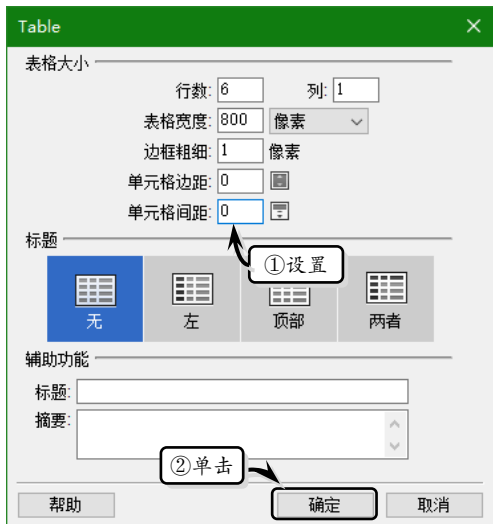 Table
表格大小
行数: 6 列: 1
表格宽度: 800 像素
边框粗细: 1 像素
单元格边距: 0
单元格间距: 0
①设置
标题
无 左 顶部 两者
辅助功能
标题:
摘要:
②单击
帮助 确定 取消